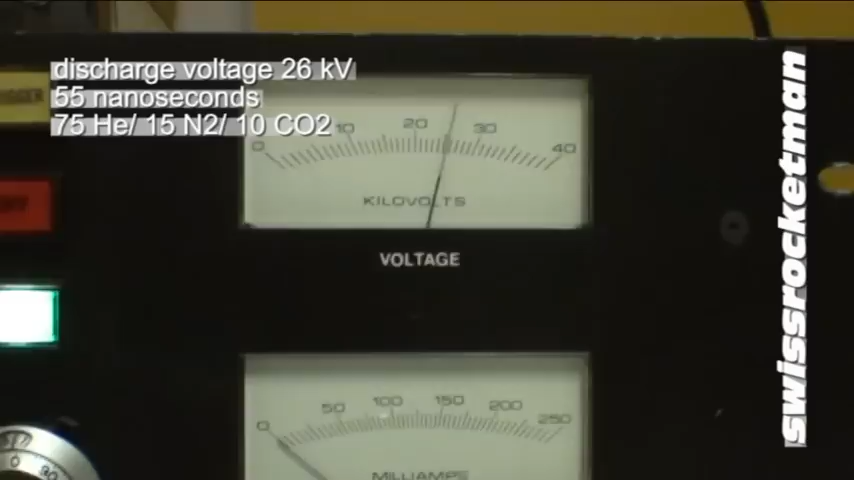 discharge voltage 26 kV
55 nanoseconds
75 He/ 15 N2/ 10 CO2
0 10 20 30 40
KILOVOLTS
VOLTAGE
0 50 100 150 200 250
MILLIAMPS
swissrocketman